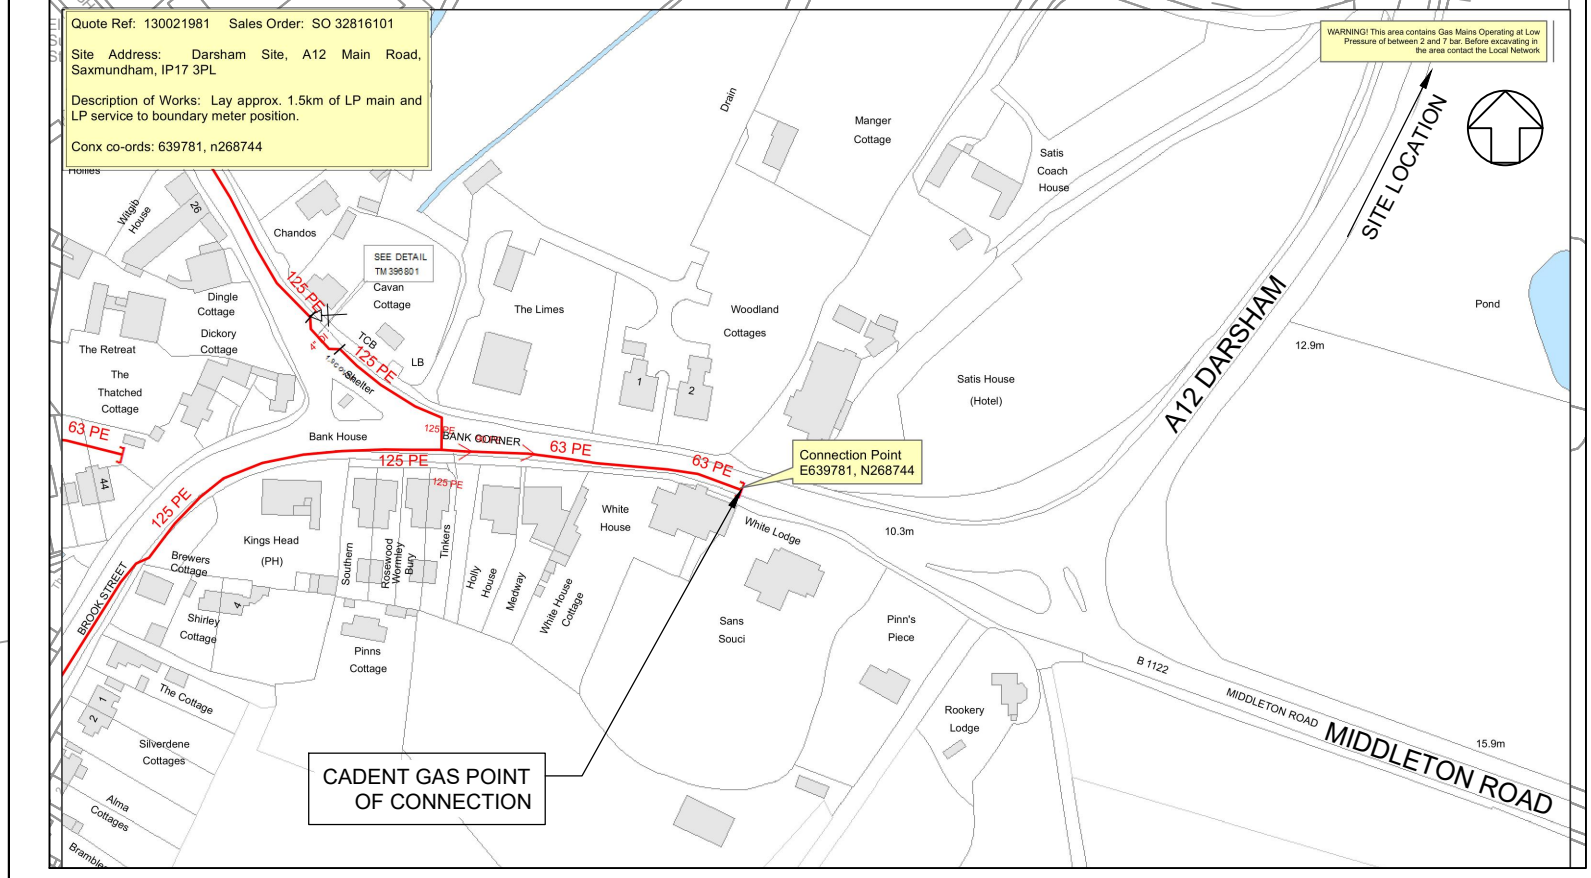 Quote Ref: 130021981 Sales Order: SO 32816101
Site Address: Darsham Site, A12 Main Road,
Saxmundham, IP17 3PL
Description of Works: Lay approx. 1.5km of LP main and
LP service to boundary meter position.
Conx co-ords: 639781, n268744
WARNING! This area contains Gas Mains Operating at Low
Pressure of between 2 and 7 bar. Before excavating in
the area contact the Local Network
SITE LOCATION
Drain
Manger
Cottage
Satis
Coach
House
Hollies
Witgib
House
26
Chandos
SEE DETAIL
TM 396801
Cavan
Cottage
125 PE
Dingle
Cottage
Dickory
Cottage
The Retreat
The
Thatched
Cottage
TCB
LB
125 PE
Shelter
The Limes
Woodland
Cottages
1
2
Satis House
(Hotel)
A12 DARSHAM
12.9m
Pond
63 PE
44
Bank House
125 PE
BANK CORNER
63 PE
63 PE
125 PE
125 PE
Connection Point
E639781, N268744
125 PE
BROOK STREET
Brewers
Cottage
Kings Head
(PH)
4
Shirley
Cottage
Southern
Rosewood
Wormley
Bury
Tinkers
Holly
House
Medway
White House
Cottage
White
House
White Lodge
10.3m
Pinns
Cottage
Sans
Souci
Pinn's
Piece
The Cottage
1
2
Silverdene
Cottages
Alma
Cottages
Rookery
Lodge
B 1122
MIDDLETON ROAD
MIDDLETON ROAD
15.9m
CADENT GAS POINT
OF CONNECTION